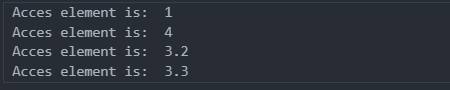 Acces element is:  1
Acces element is:  4
Acces element is:  3.2
Acces element is:  3.3